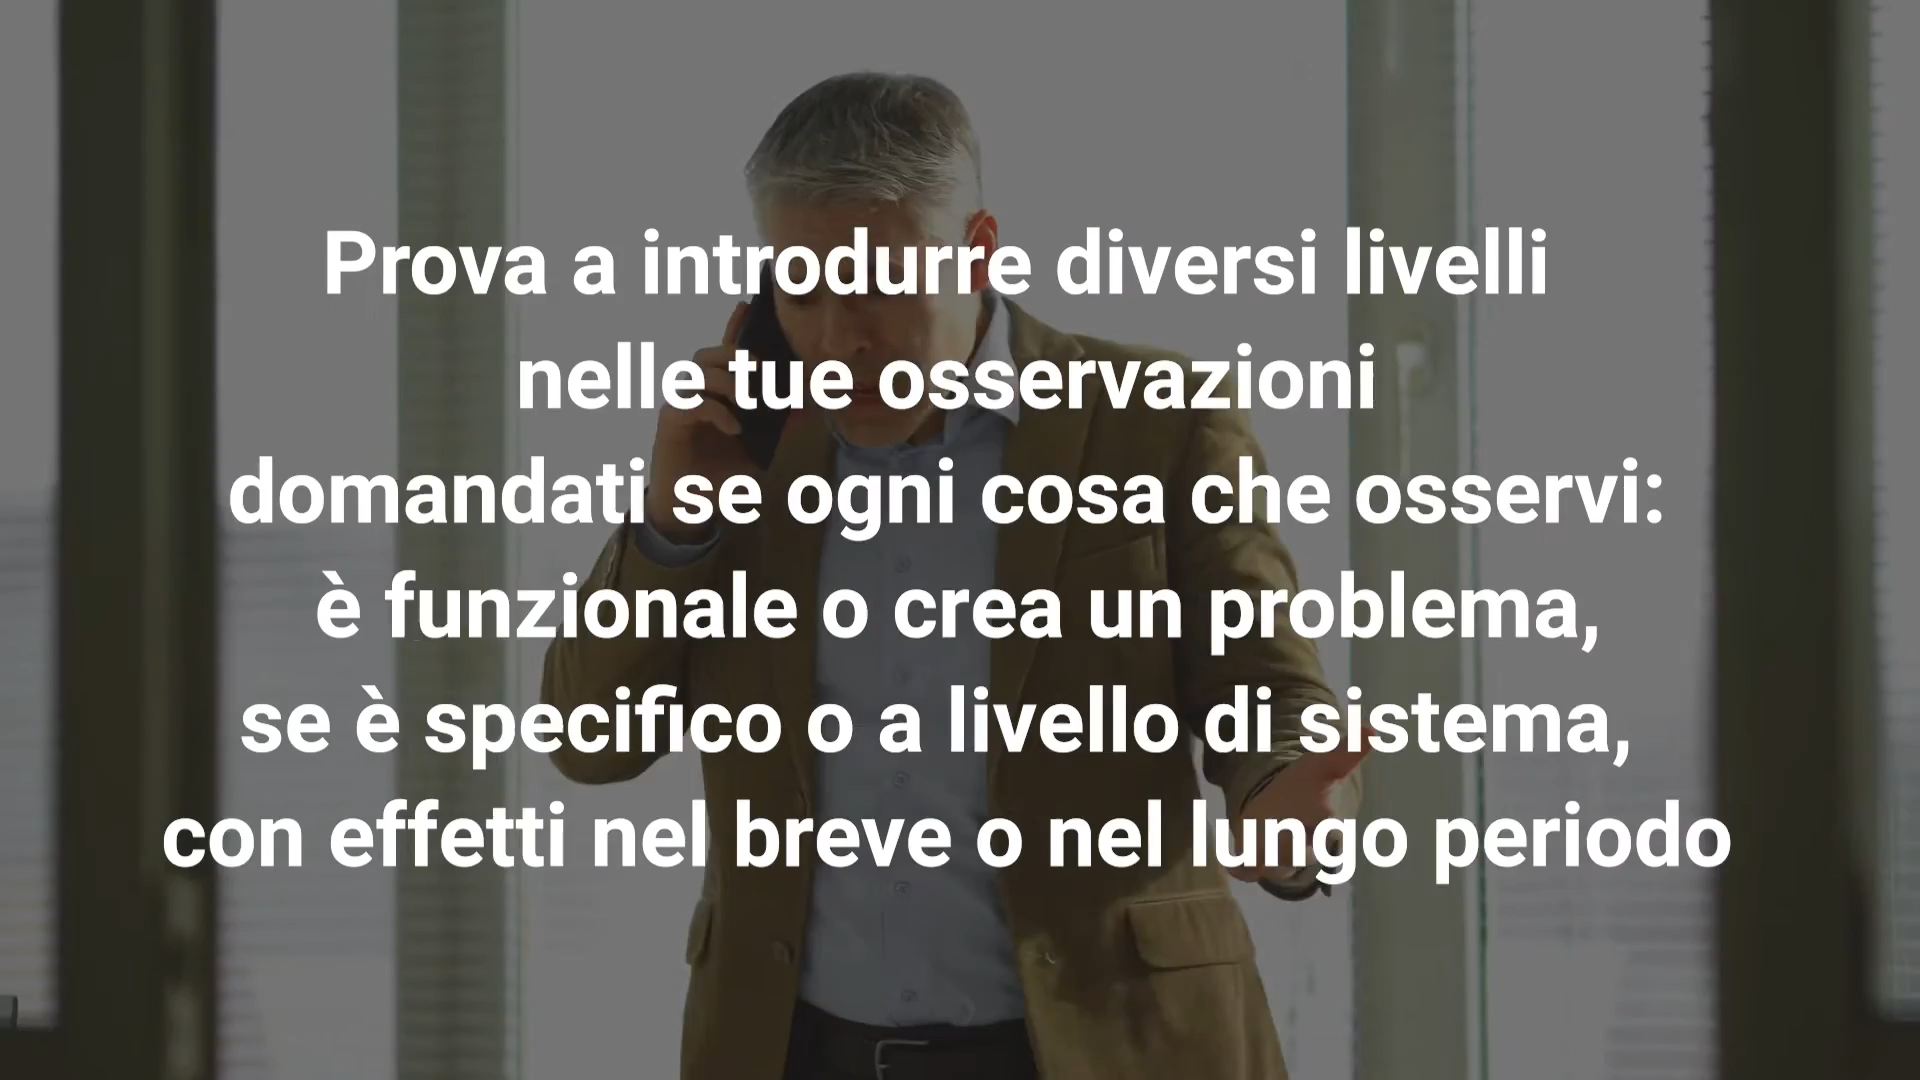 Prova a introdurre diversi livelli
nelle tue osservazioni
domandati se ogni cosa che osservi:
è funzionale o crea un problema,
se è specifico o a livello di sistema,
con effetti nel breve o nel lungo periodo